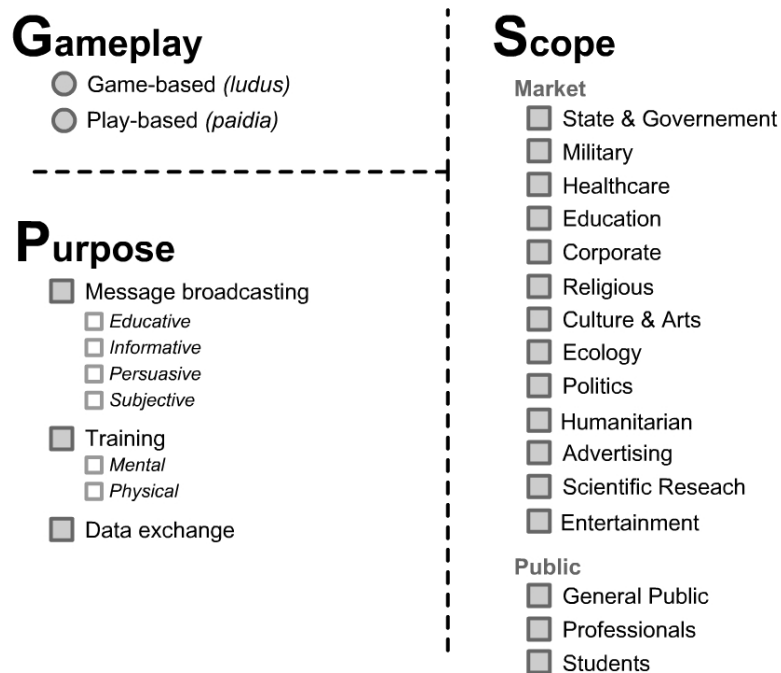 Gameplay
Game-based (ludus)
Play-based (paidia)
Purpose
Message broadcasting
Educative
Informative
Persuasive
Subjective
Training
Mental
Physical
Data exchange
Scope
Market
State & Governement
Military
Healthcare
Education
Corporate
Religious
Culture & Arts
Ecology
Politics
Humanitarian
Advertising
Scientific Reseach
Entertainment
Public
General Public
Professionals
Students